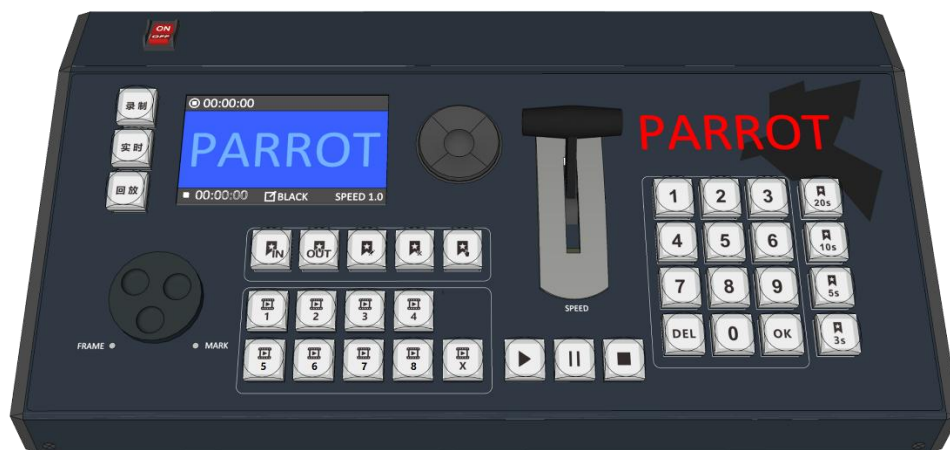 ON
OFF
录制
实时
回放
00:00:00
PARROT
00:00:00
BLACK
SPEED 1.0
PARROT
IN
OUT
1
2
3
4
5
6
7
8
X
FRAME
MARK
SPEED
1
2
3
20s
4
5
6
10s
7
8
9
5s
DEL
0
OK
3s